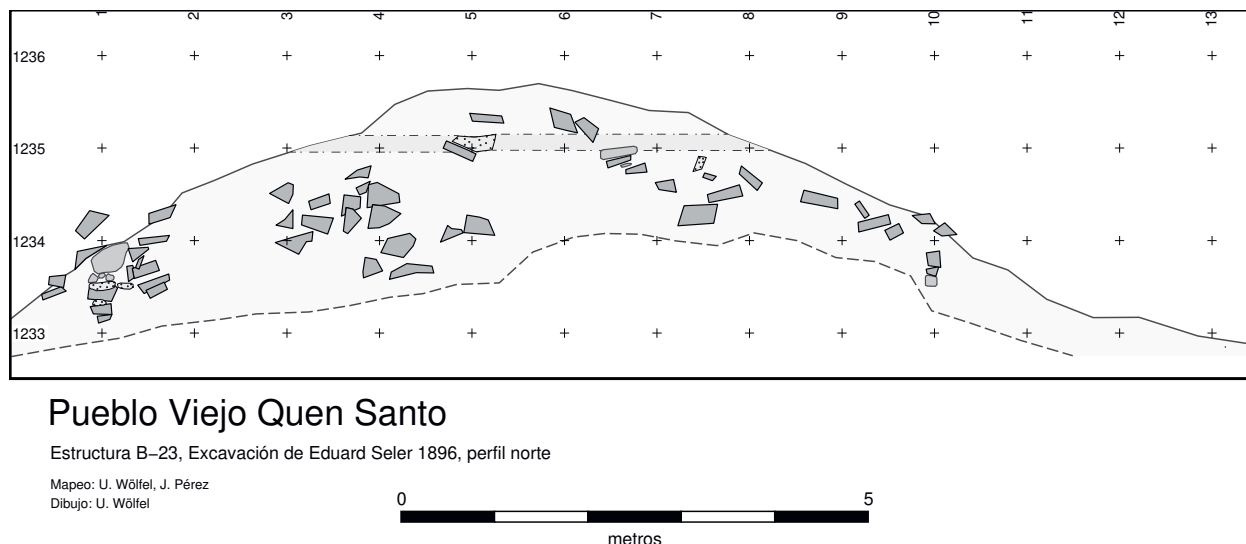 1 2 3 4 5 6 7 8 9 10 11 12 13
1236
1235
1234
1233
Pueblo Viejo Quen Santo
Estructura B–23, Excavación de Eduard Seler 1896, perfil norte
Mapeo: U. Wölfel, J. Pérez
Dibujo: U. Wölfel
0 5
metros